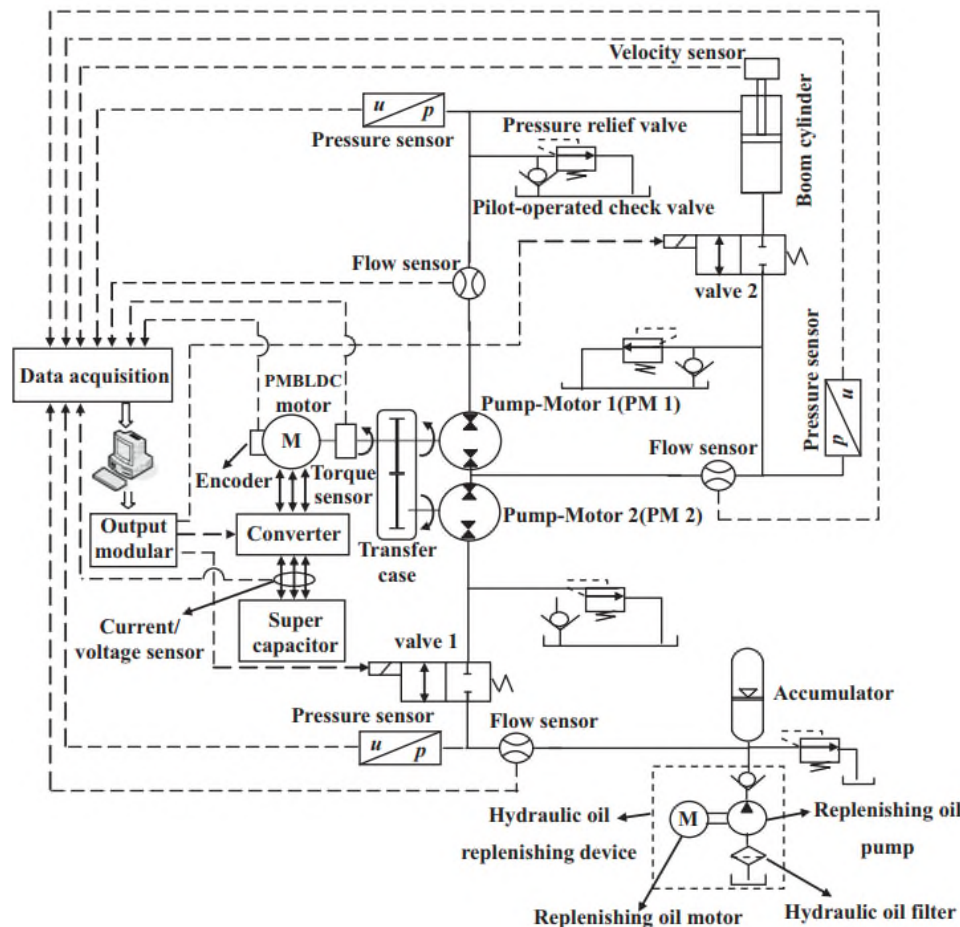 Velocity sensor
u
p
Pressure sensor
Pressure relief valve
Boom cylinder
Pilot-operated check valve
Flow sensor
valve 2
Pressure sensor
Data acquisition
PMBLDC
motor
Pump-Motor 1(PM 1)
u
p
M
Flow sensor
Encoder
Torque
sensor
Pump-Motor 2(PM 2)
Output
modular
Converter
Transfer
case
Current/
voltage sensor
Super
capacitor
valve 1
Accumulator
Pressure sensor
Flow sensor
u
p
Hydraulic oil
replenishing device
M
Replenishing oil
pump
Replenishing oil motor
Hydraulic oil filter